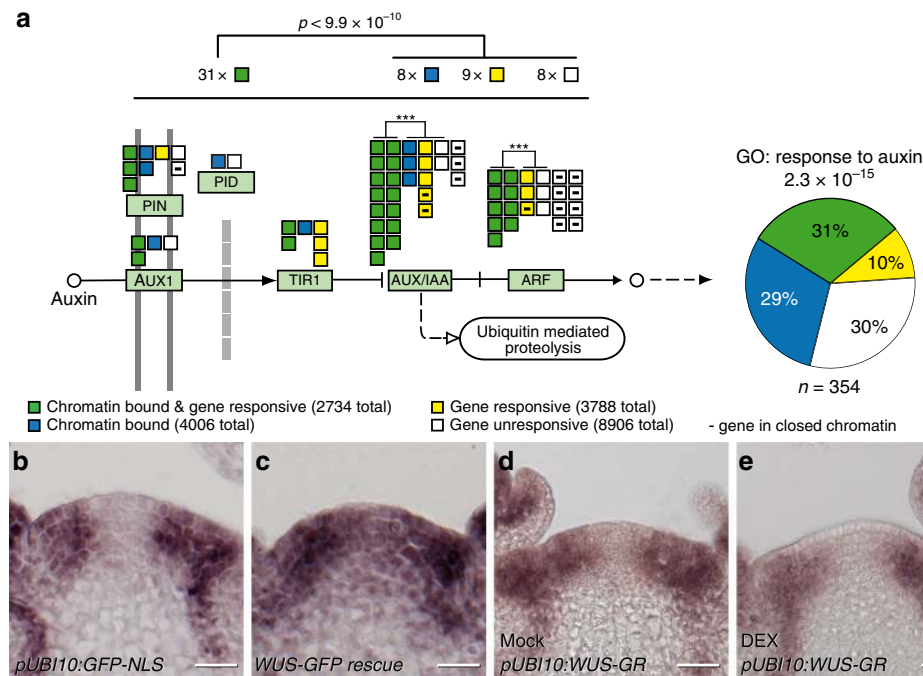 a
p < 9.9 × 10⁻¹⁰
31× 8× 9× 8×
*** ***
PIN PID
AUX1 TIR1 AUX/IAA ARF
Auxin
Ubiquitin mediated
proteolysis
GO: response to auxin
2.3 × 10⁻¹⁵
31%
10%
29%
30%
n = 354
Chromatin bound & gene responsive (2734 total)
Chromatin bound (4006 total)
Gene responsive (3788 total)
Gene unresponsive (8906 total)
- gene in closed chromatin
b
pUBI10:GFP-NLS
c
WUS-GFP rescue
d
Mock
pUBI10:WUS-GR
e
DEX
pUBI10:WUS-GR